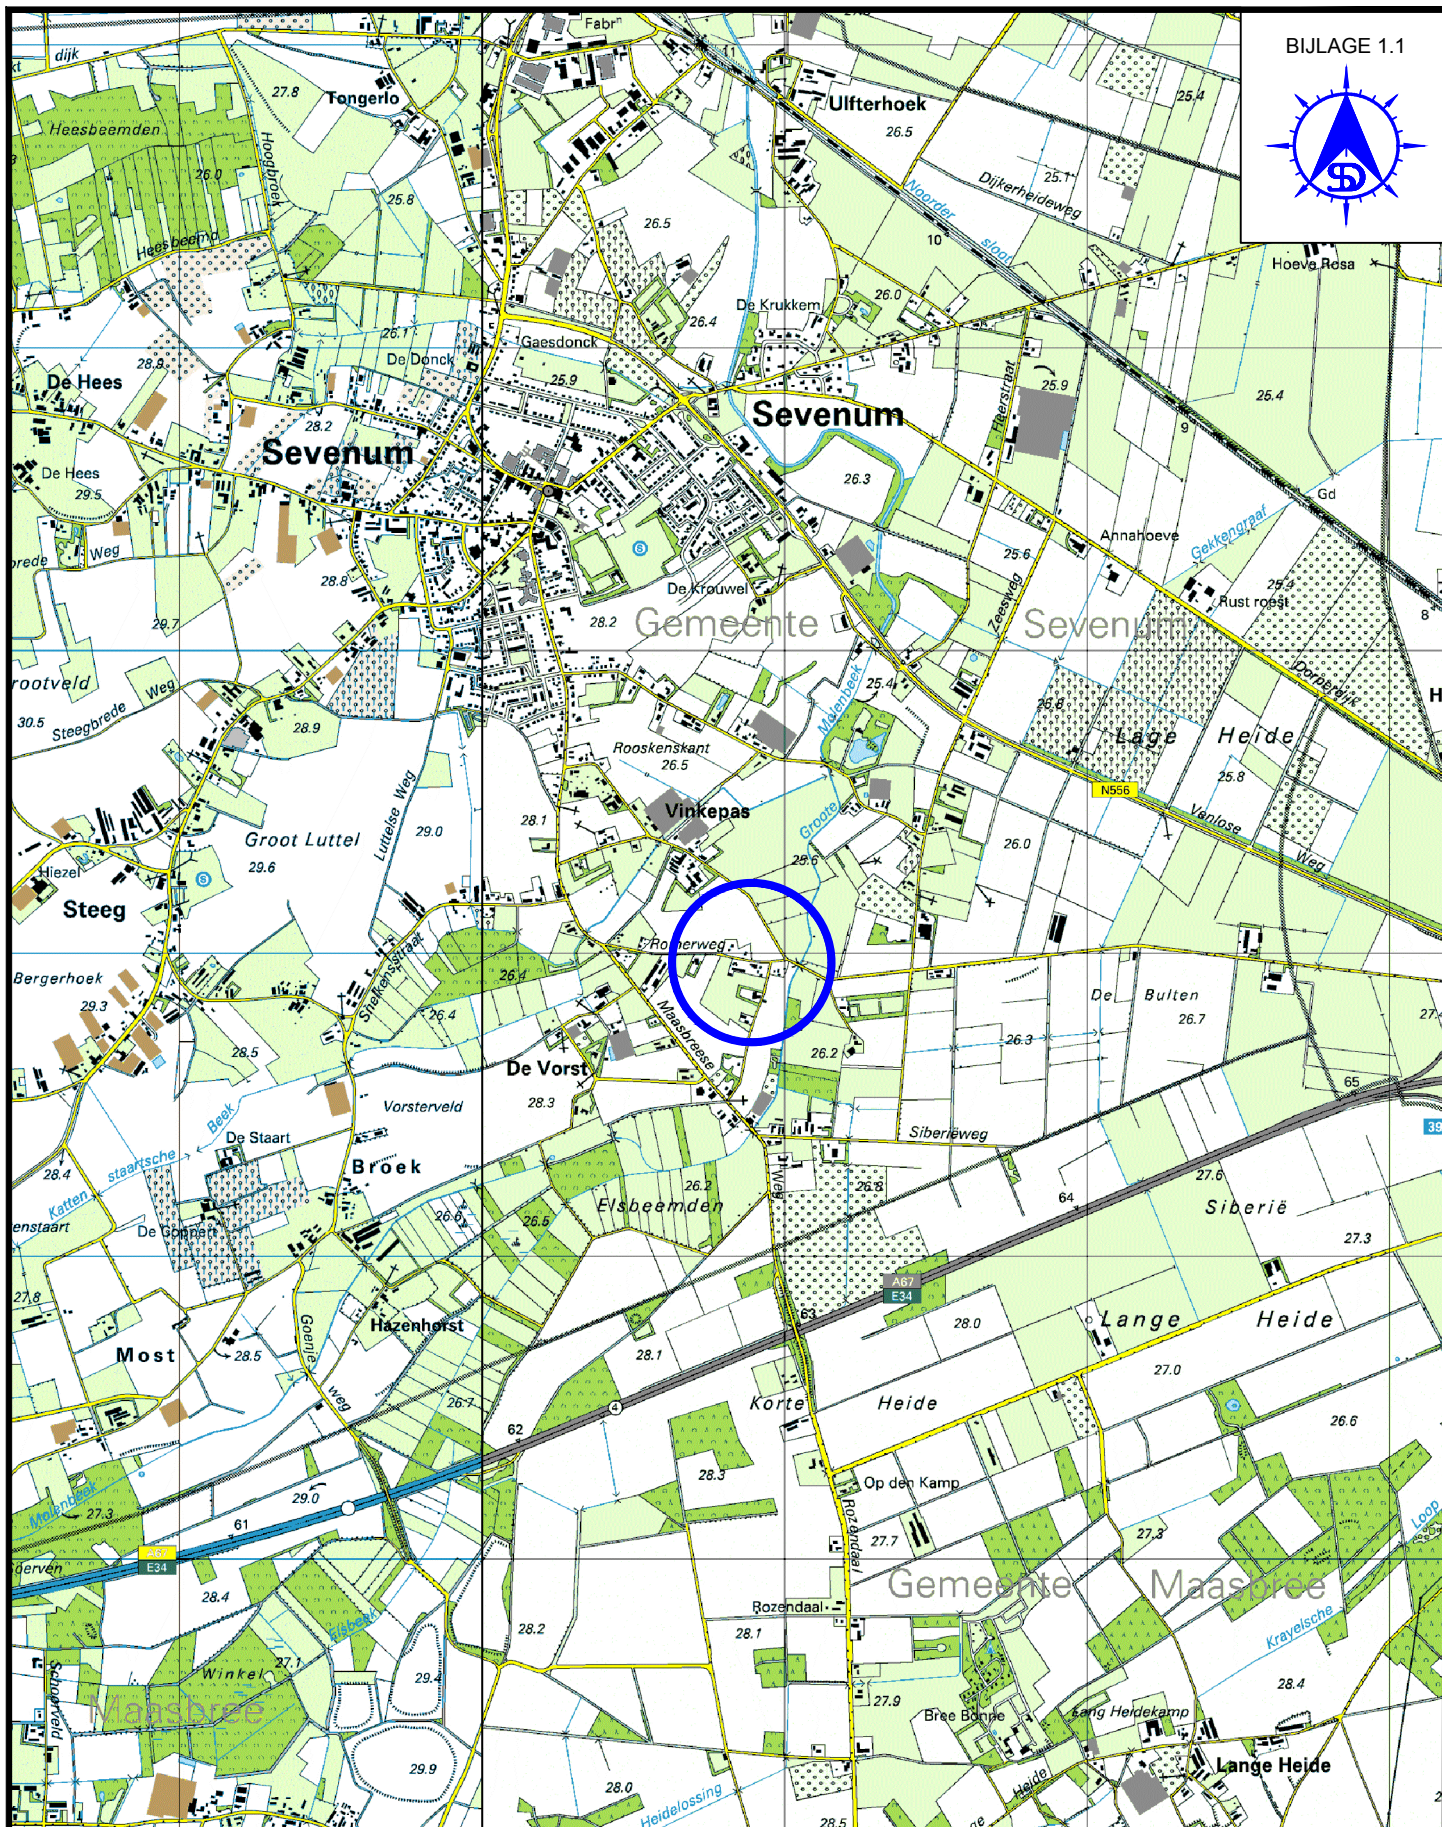 BIJLAGE 1.1
Fabrⁿ
11
dijk
27.8
Tongerlo
Ulfterhoek
26.5
25.4
Heesbeemden
Hoogbroek
26.0
25.8
25.1
Dijkerheideweg
Noorder
sloot
10
26.5
Heesbeemd
Hoeve Rosa
De Krukkem
26.0
26.4
26.1
De Donck
Gaesdonck
25.9
28.9
De Hees
28.2
Sevenum
Sevenum
25.9
25.4
9
De Hees
29.5
26.3
Gd
Gekkengraaf
Annahoeve
25.6
Weg
28.8
De Krouwel
25.4
Rust roest
8
29.7
28.2
Gemeente
Sevenum
Zeesweg
Dorperdijk
rootveld
Weg
30.5
Steegbrede
28.9
Molenbeek
25.4
25.8
Lage Heide
25.8
Rooskenskant
26.5
N556
Venlose
Weg
Luttelse Weg
Vinkepas
28.1
Groote
29.0
Groot Luttel
29.6
26.0
Hiezel
Steeg
Romerweg
Snelkensstraat
26.4
Bergerhoek
29.3
26.4
De Bulten
26.7
26.3
28.5
Maasbreese
26.2
De Vorst
28.3
65
Vorsterveld
39
Beek
De Staart
Siberiëweg
staartsche
28.4
Katten
Broek
27.6
64
Weg
26.8
26.2
Elsbeemden
26.6
26.5
Siberië
enstaart
De Goppert
27.3
A67
E34
27.8
63
Lange Heide
28.0
Hazenhorst
Goenje
weg
Most
28.5
28.1
27.0
26.7
Korte Heide
4
26.6
62
28.3
Op den Kamp
29.0
Molenbeek
27.3
61
27.7
27.3
Rozendaal
Loop
E34
28.4
Gemeente
Maasbree
Elsbeek
Rozendaal
28.2
28.1
Krayelsche
Schorveld
Winkel
27.1
29.4
28.4
Maasbree
27.9
Bree Bonne
Lang Heidekamp
Lange Heide
29.9
28.0
Heidelossing
Heide
28.5